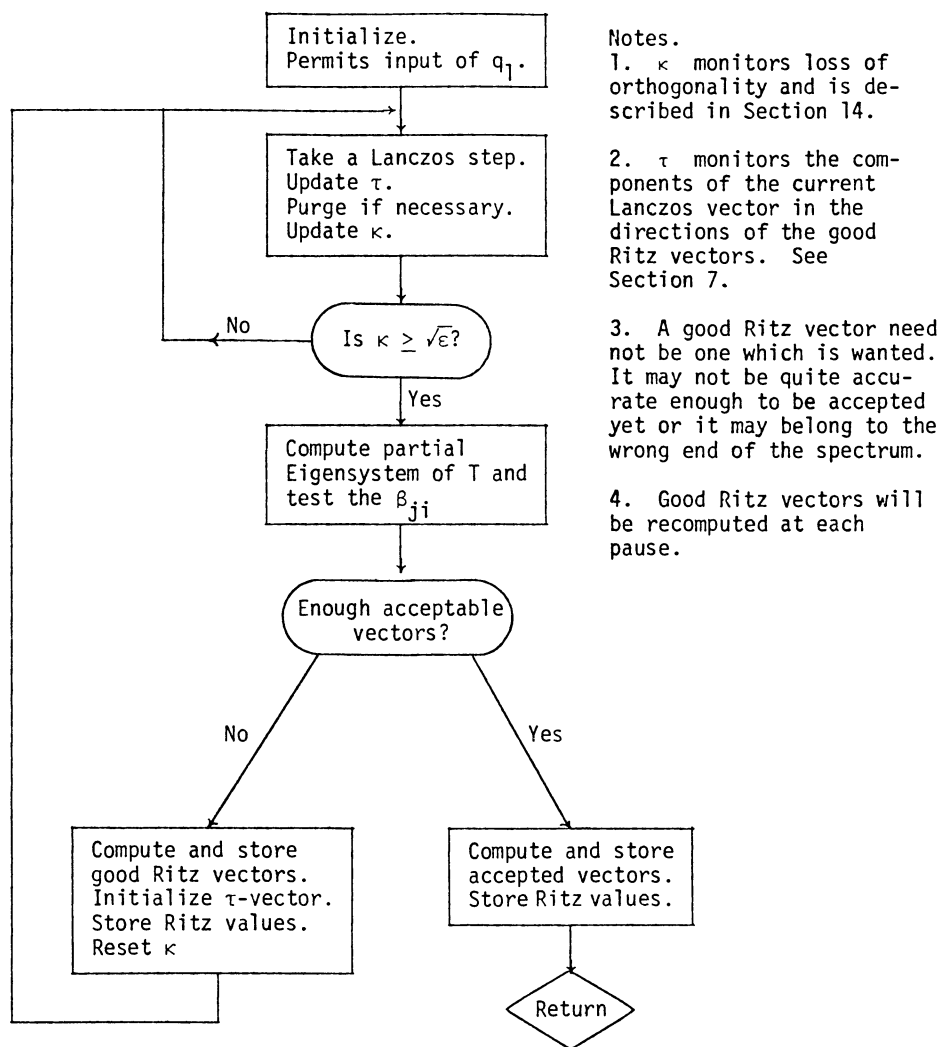 Initialize.
Permits input of q1.
Take a Lanczos step.
Update τ.
Purge if necessary.
Update κ.
Is κ ≥ √ε?
No
Yes
Compute partial
Eigensystem of T and
test the βji
Enough acceptable
vectors?
No
Yes
Compute and store
good Ritz vectors.
Initialize τ-vector.
Store Ritz values.
Reset κ
Compute and store
accepted vectors.
Store Ritz values.
Return
Notes.
1. κ monitors loss of
orthogonality and is de-
scribed in Section 14.
2. τ monitors the com-
ponents of the current
Lanczos vector in the
directions of the good
Ritz vectors. See
Section 7.
3. A good Ritz vector need
not be one which is wanted.
It may not be quite accu-
rate enough to be accepted
yet or it may belong to the
wrong end of the spectrum.
4. Good Ritz vectors will
be recomputed at each
pause.